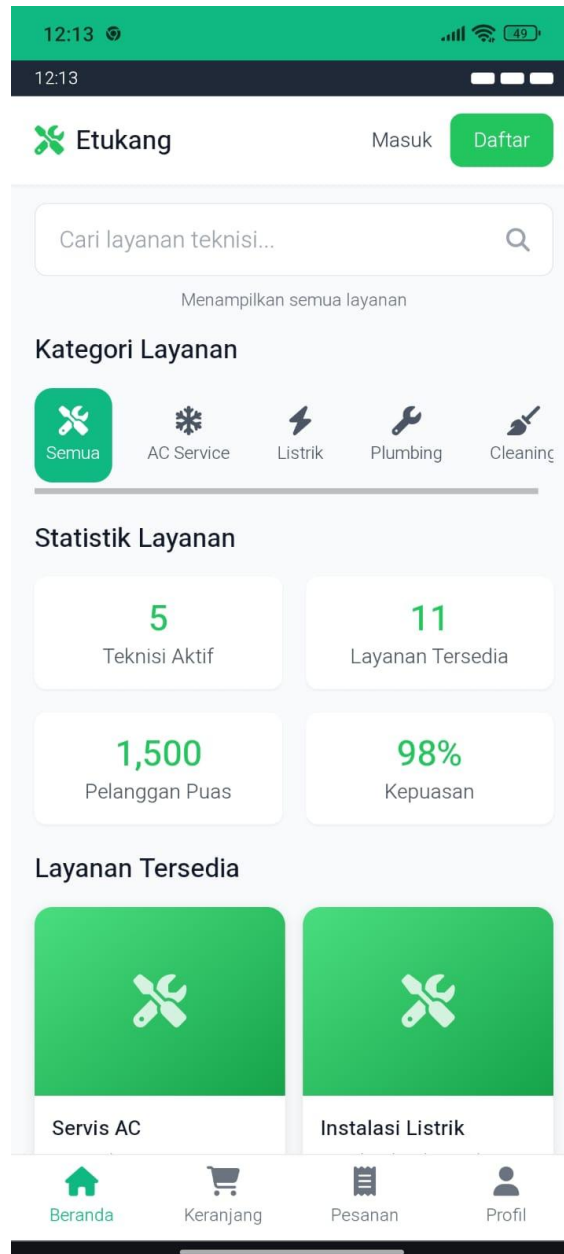 12:13
49
12:13
Etukang
Masuk
Daftar
Cari layanan teknisi...
Menampilkan semua layanan
Kategori Layanan
Semua
AC Service
Listrik
Plumbing
Cleaning
Statistik Layanan
5
Teknisi Aktif
11
Layanan Tersedia
1,500
Pelanggan Puas
98%
Kepuasan
Layanan Tersedia
Servis AC
Instalasi Listrik
Beranda
Keranjang
Pesanan
Profil